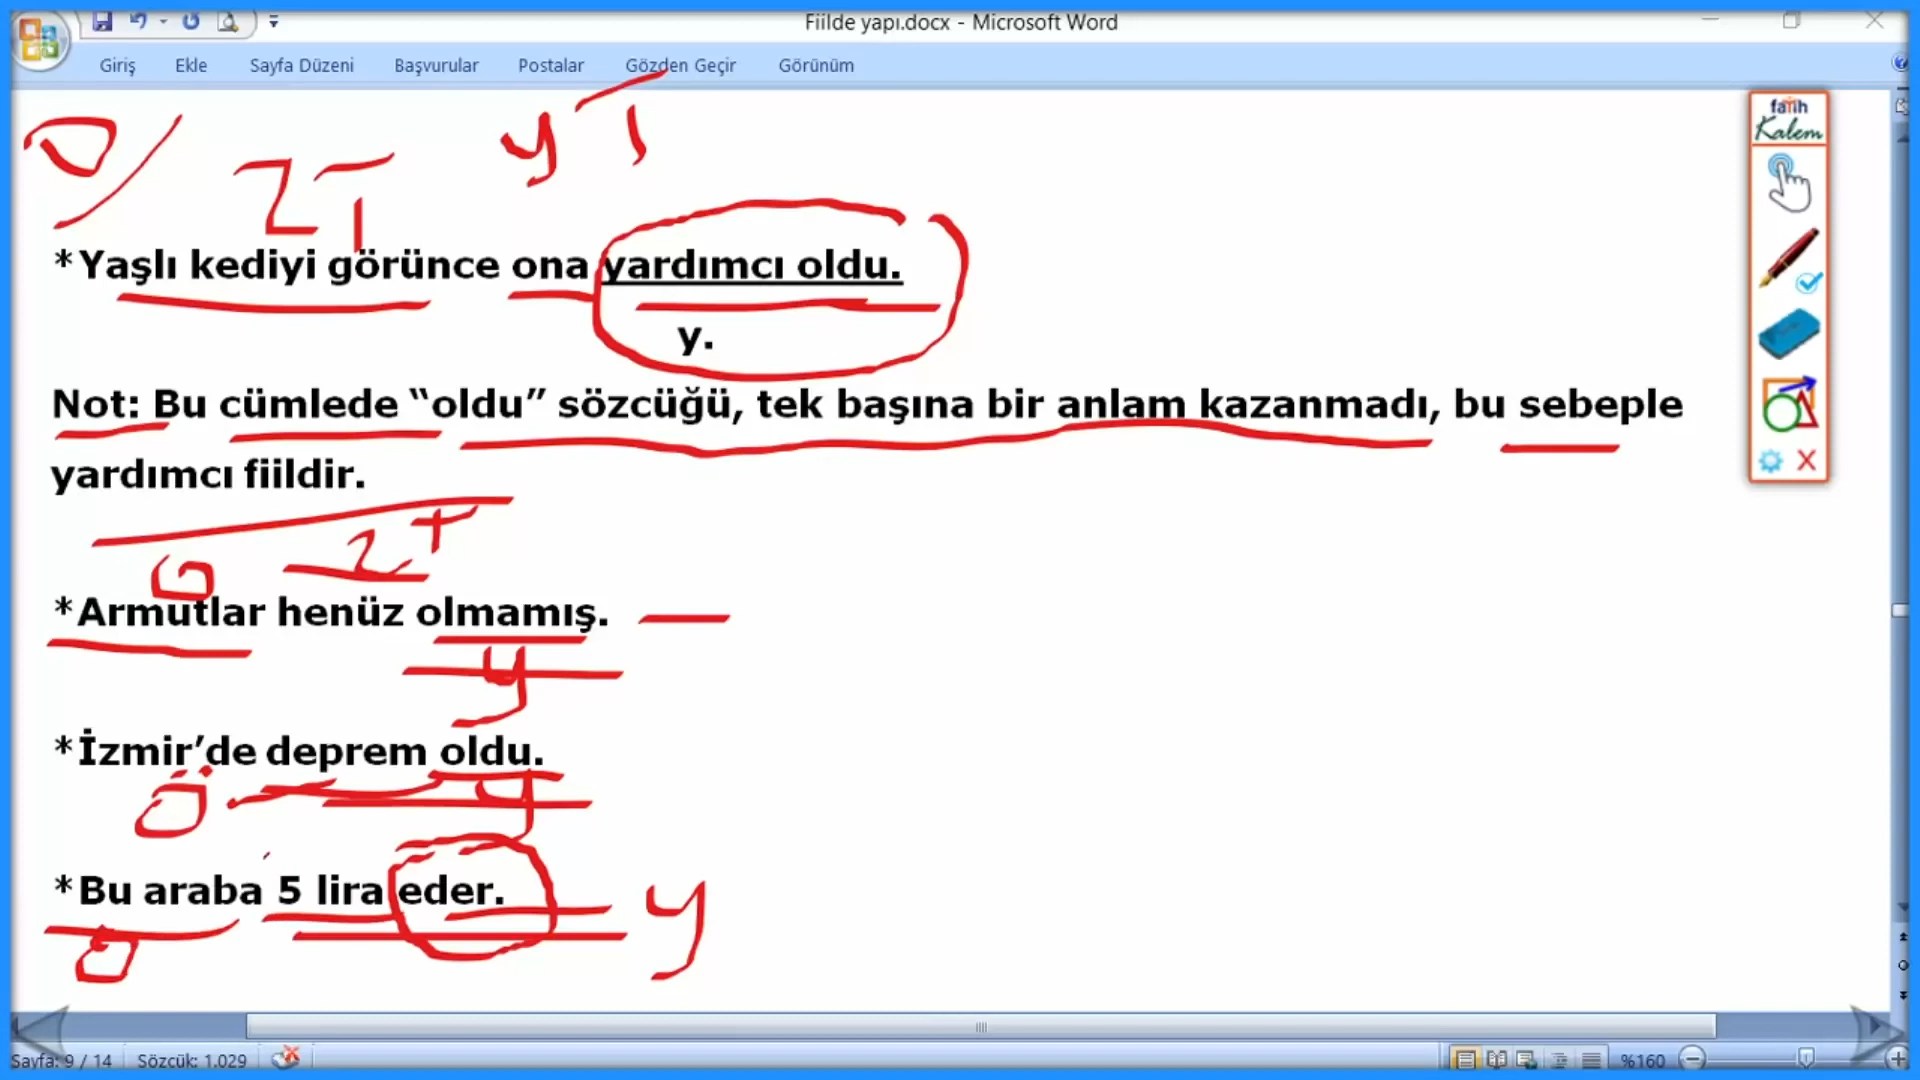 Fiilde yapı.docx - Microsoft Word
Giriş Ekle Sayfa Düzeni Başvurular Postalar Gözden Geçir Görünüm
fatih
Kalem
ZT
yT
*Yaşlı kediyi görünce ona yardımcı oldu.
y.
Not: Bu cümlede “oldu” sözcüğü, tek başına bir anlam kazanmadı, bu sebeple
yardımcı fiildir.
ö
Z T
*Armutlar henüz olmamış.
y
*İzmir’de deprem oldu.
ö
y
*Bu araba 5 lira eder.
ö
y
Sayfa: 9 / 14 Sözcük: 1.029 %160